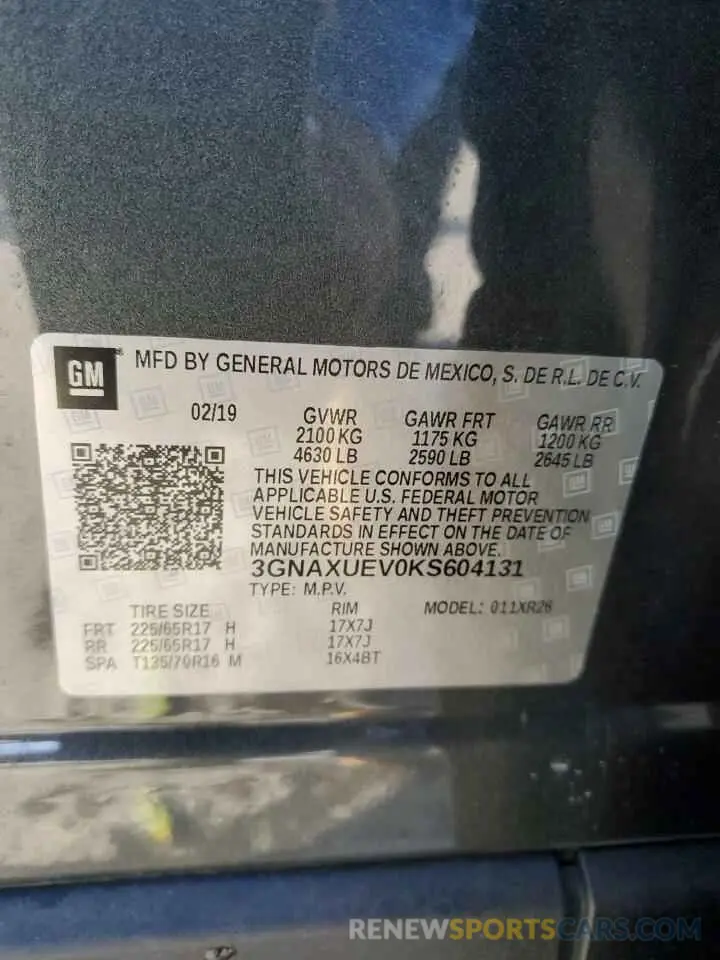 GM MFD BY GENERAL MOTORS DE MEXICO, S. DE R.L. DE C.V.
02/19 GVWR GAWR FRT GAWR RR
2100 KG 1175 KG 1200 KG
4630 LB 2590 LB 2645 LB
THIS VEHICLE CONFORMS TO ALL
APPLICABLE U.S. FEDERAL MOTOR
VEHICLE SAFETY AND THEFT PREVENTION
STANDARDS IN EFFECT ON THE DATE OF
MANUFACTURE SHOWN ABOVE.
3GNAXUEV0KS604131
TYPE: M.P.V.
TIRE SIZE RIM MODEL: 011XR26
FRT 225/65R17 H 17X7J
RR 225/65R17 H 17X7J
SPA T135/70R16 M 16X4BT
RENEWSPORTSCARS.COM